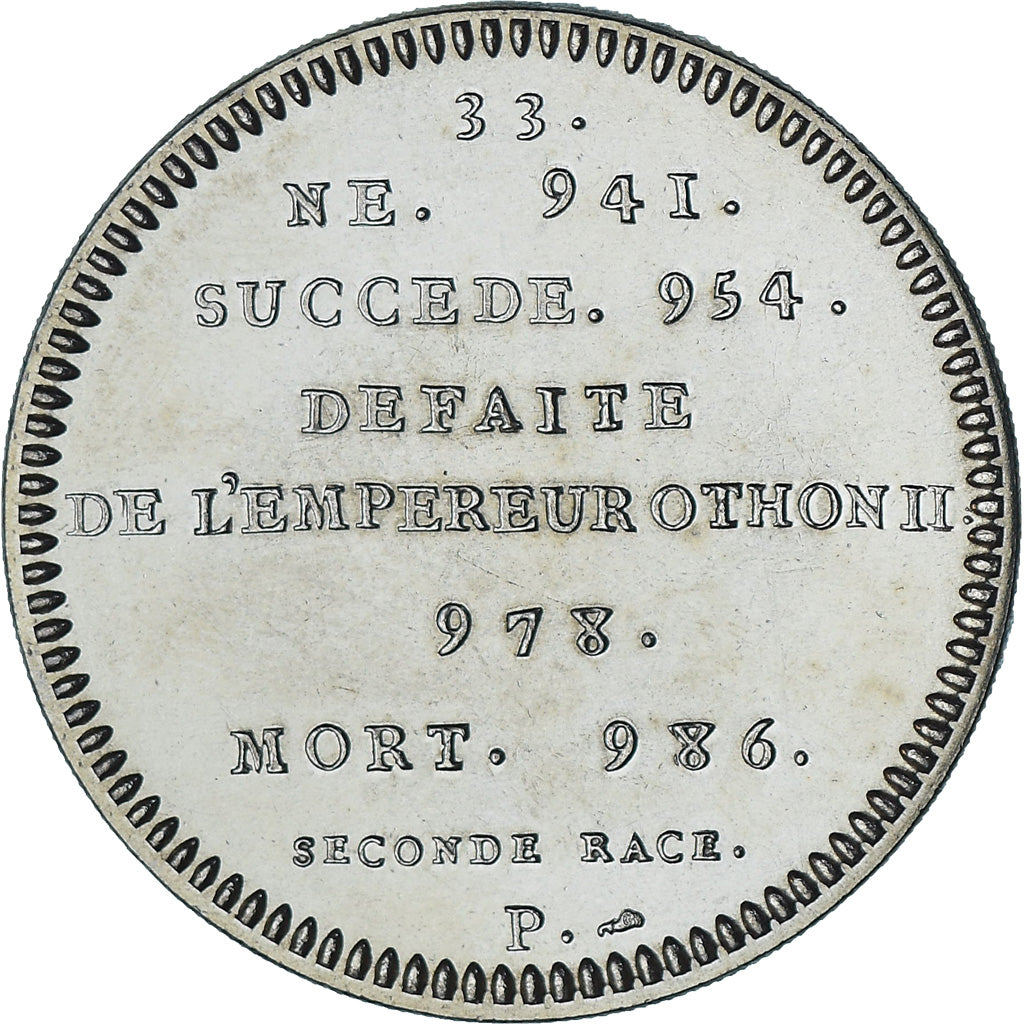 33.
NE. 941.
SUCCEDE. 954.
DEFAITE
DE L'EMPEREUR OTHON II.
978.
MORT. 986.
SECONDE RACE.
P.